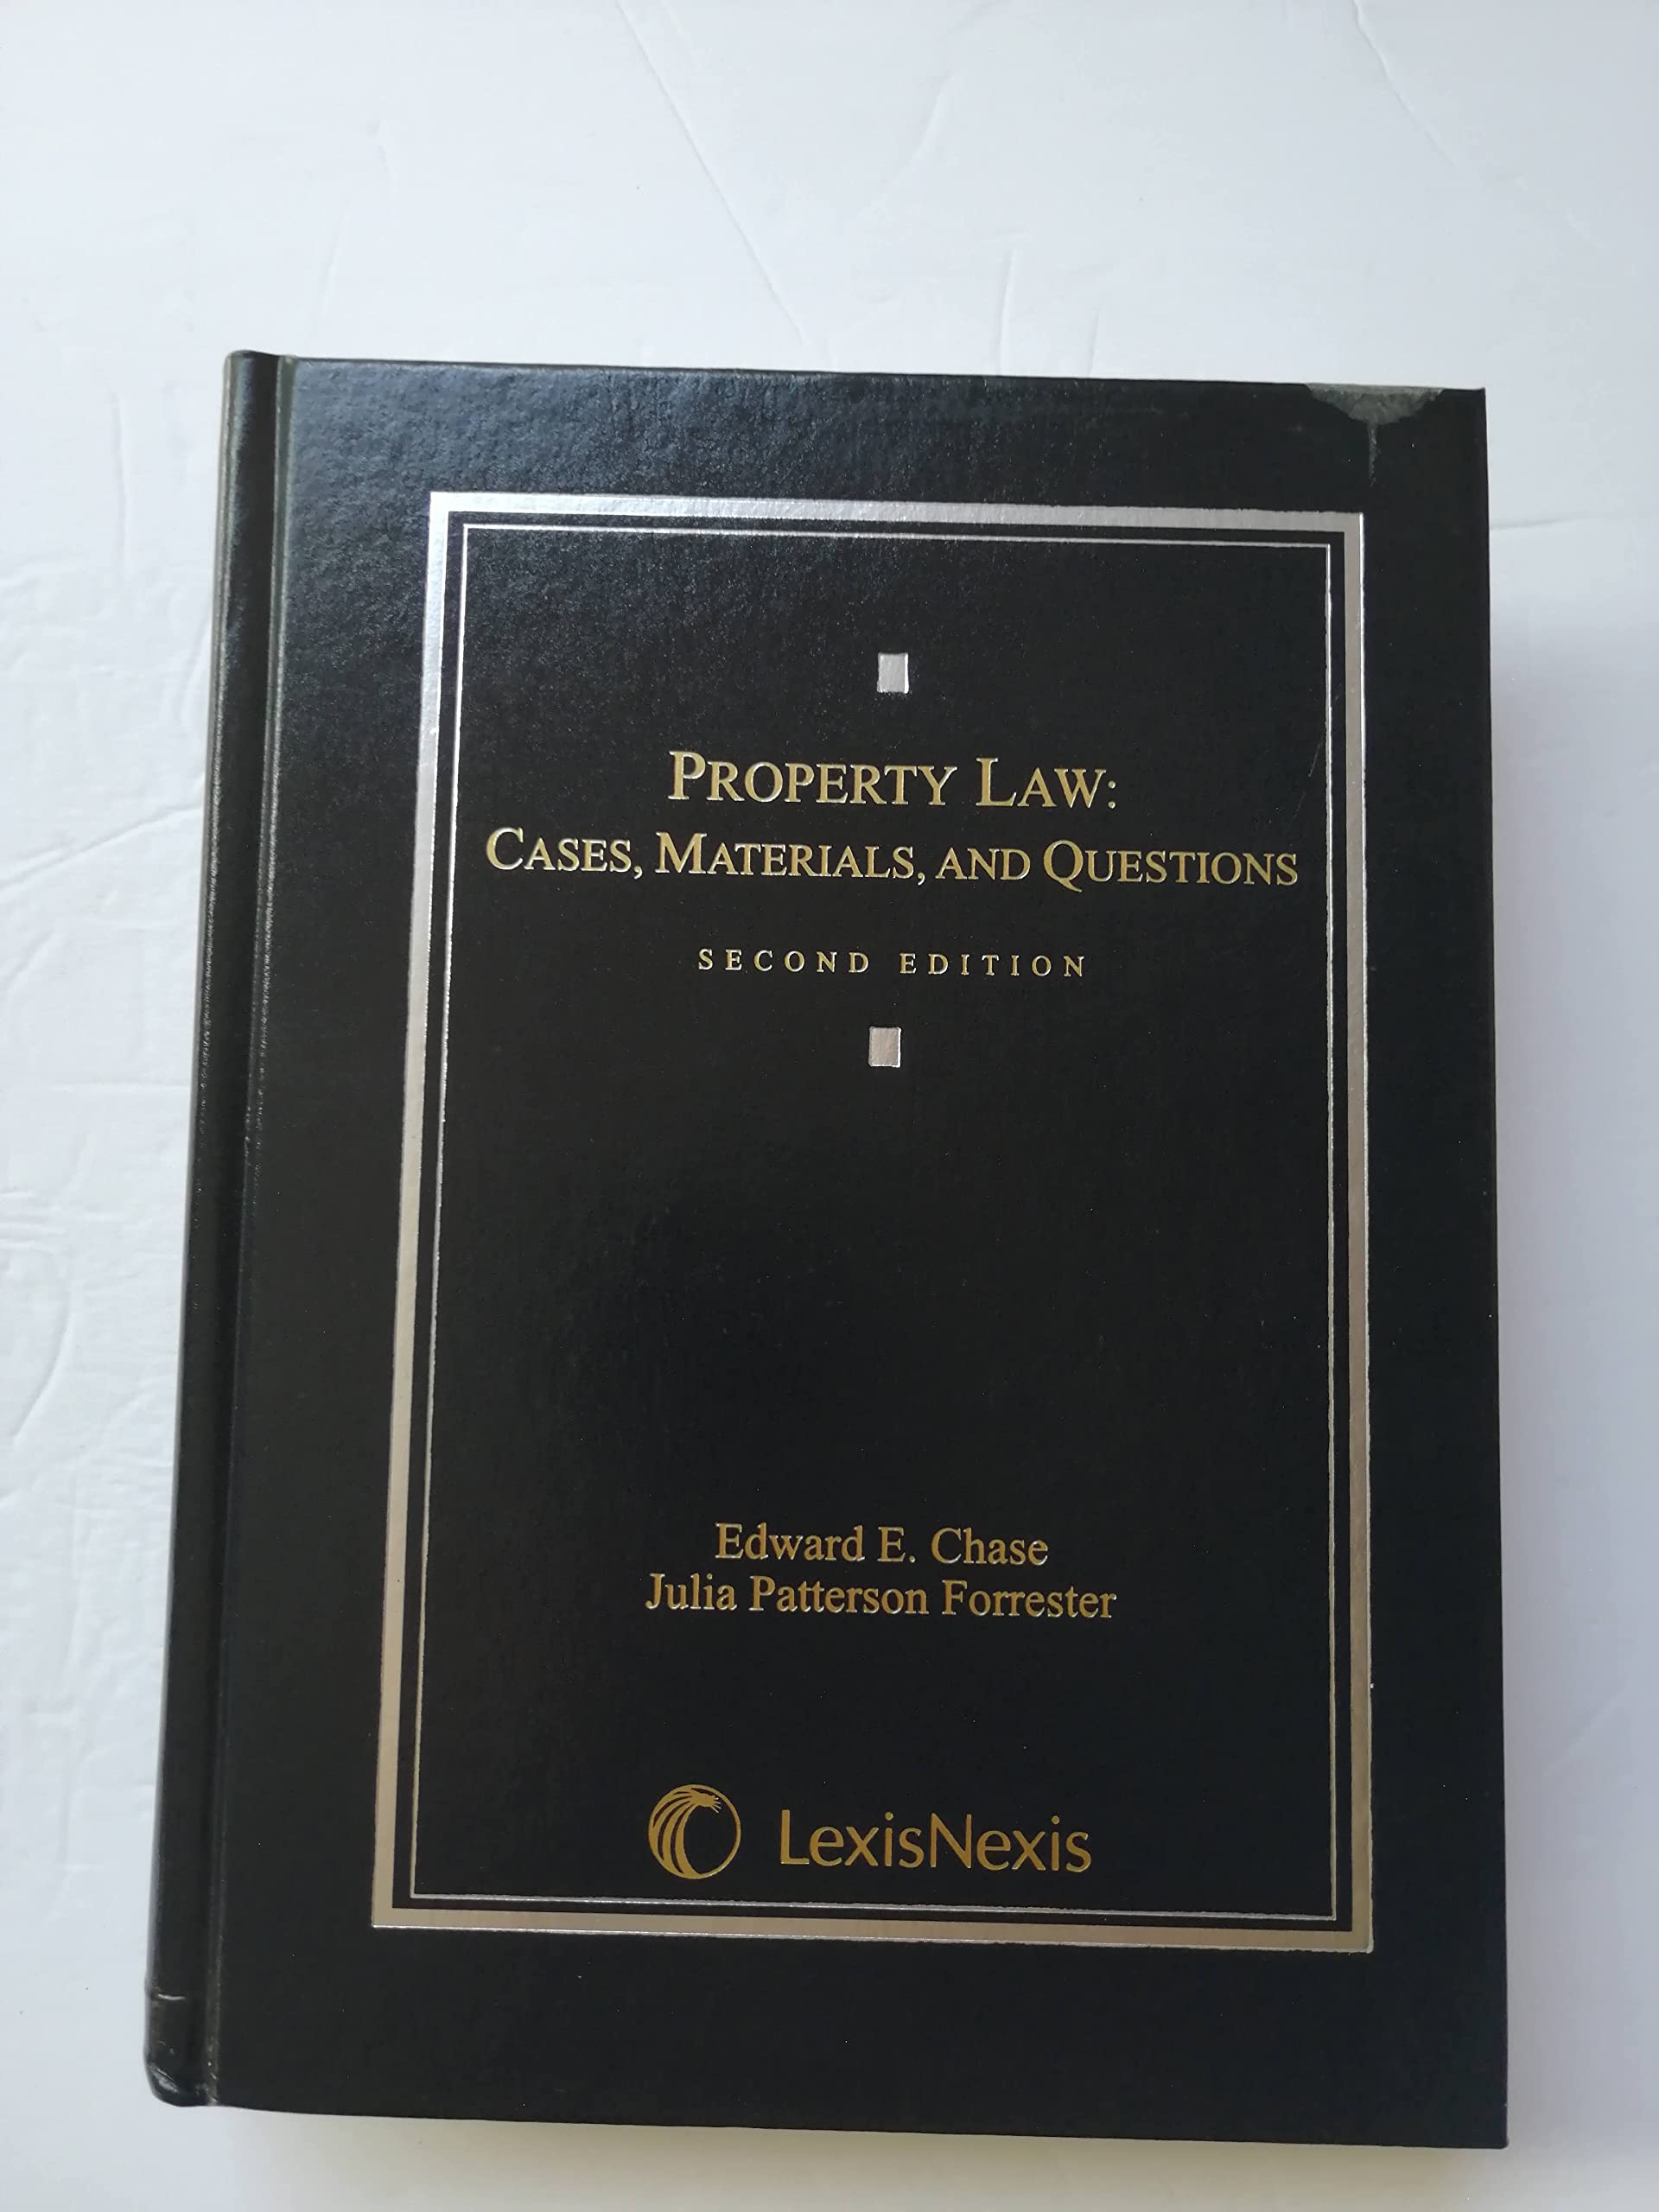 PROPERTY LAW:
CASES, MATERIALS, AND QUESTIONS
SECOND EDITION
Edward E. Chase
Julia Patterson Forrester
LexisNexis